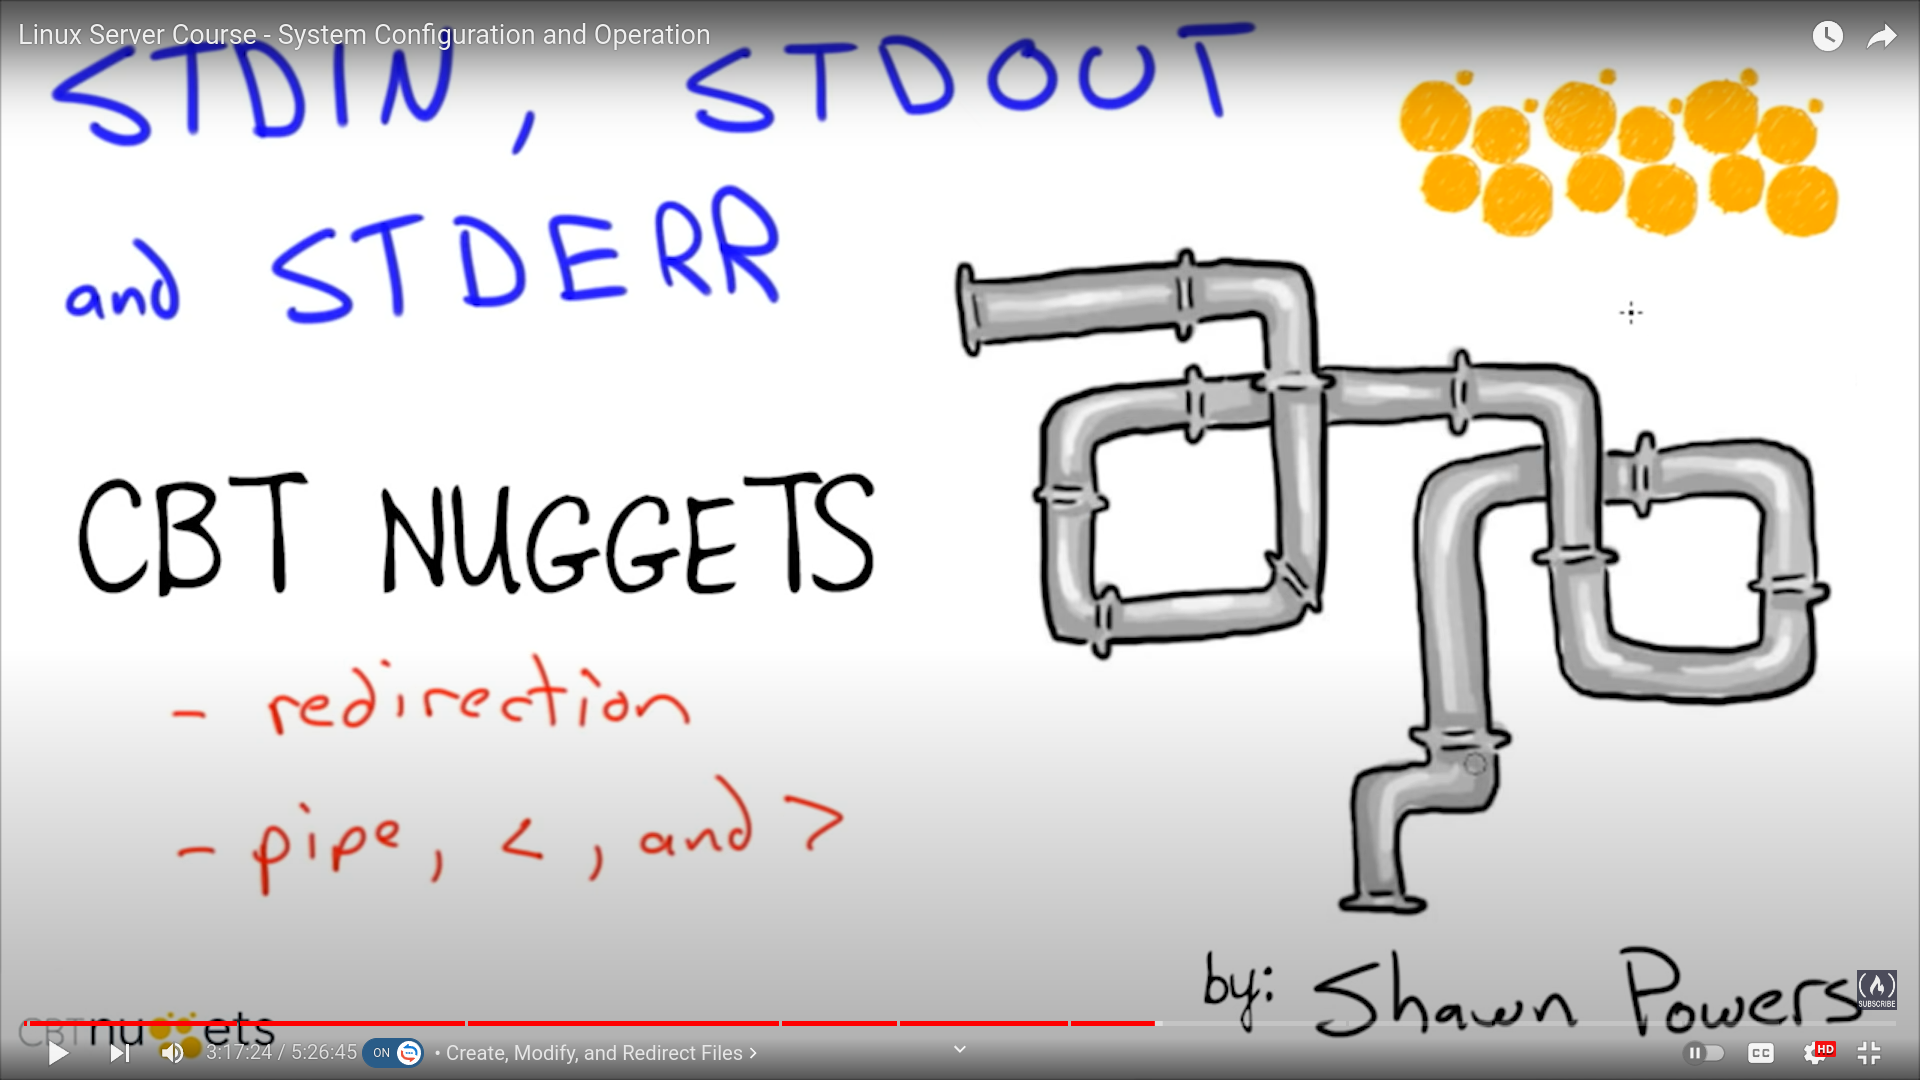 Linux Server Course - System Configuration and Operation
STDIN, STDOUT
and STDERR
CBT NUGGETS
- redirection
- pipe, <, and >
by: Shawn Powers
SUBSCRIBE
CBTnuggets
3:17:24 / 5:26:45 ON • Create, Modify, and Redirect Files >
CC HD